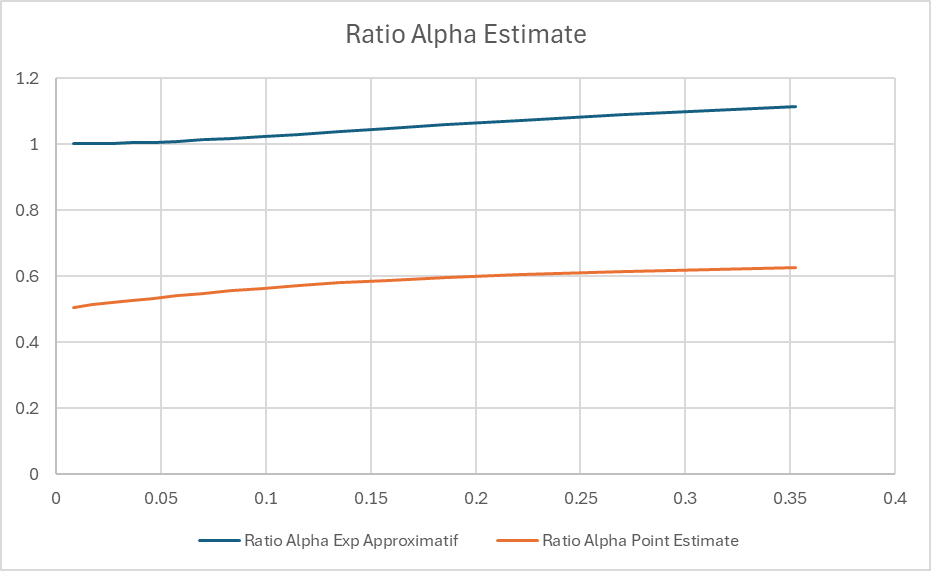 Ratio Alpha Estimate
1.2
1
0.8
0.6
0.4
0.2
0
0 0.05 0.1 0.15 0.2 0.25 0.3 0.35 0.4
Ratio Alpha Exp Approximatif Ratio Alpha Point Estimate